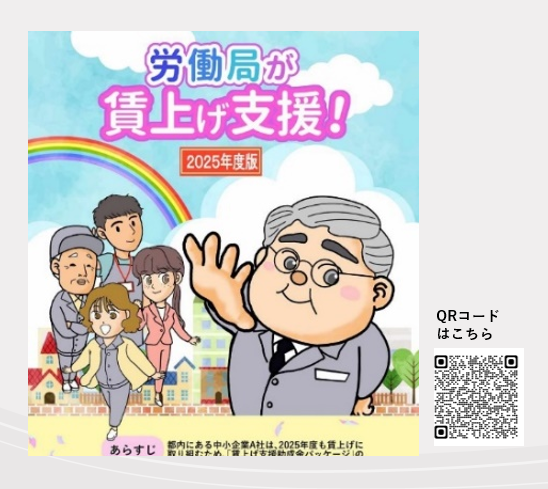 労働局が
賃上げ支援!
2025年度版
QRコード
はこちら
あらすじ
都内にある中小企業A社は、2025年度も賃上げに
取り組むため、「賃上げ支援助成金パッケージ」の